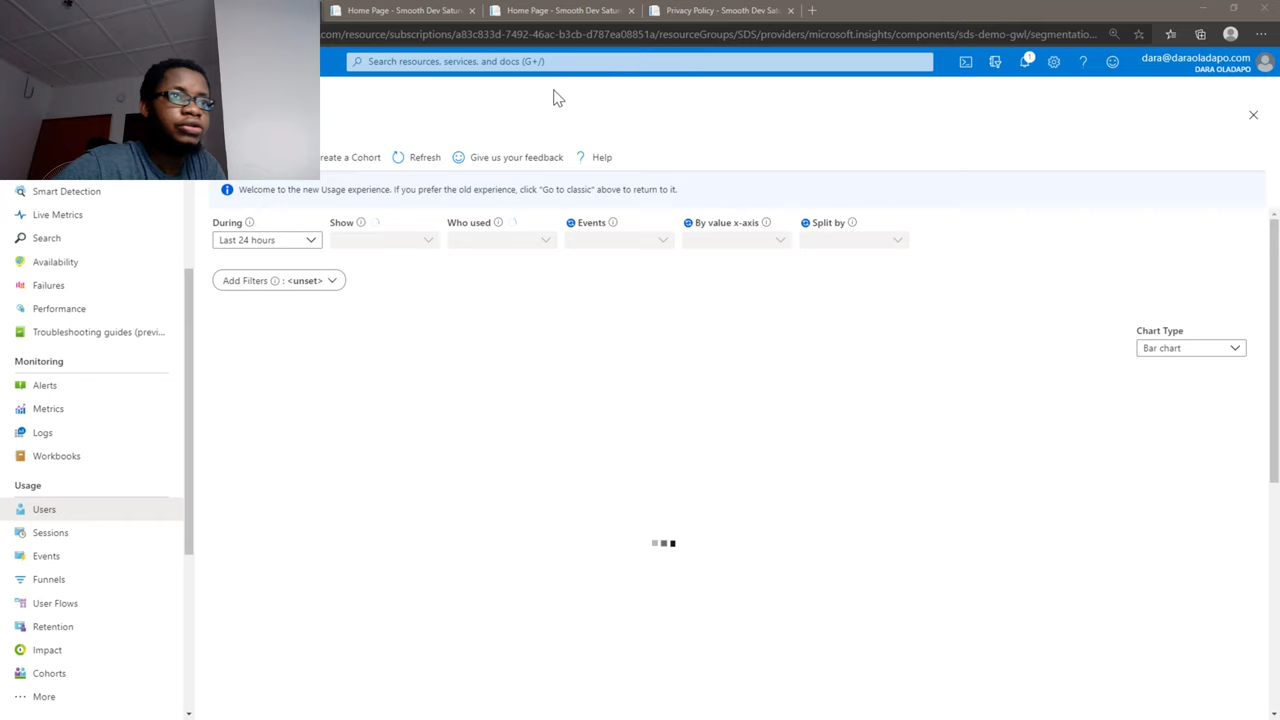 Home Page - Smooth Dev Satur
Home Page - Smooth Dev Satur
Privacy Policy - Smooth Dev Satu
.com/resource/subscriptions/a83c833d-7492-46ac-b3cb-d787ea08851a/resourceGroups/SDS/providers/microsoft.insights/components/sds-demo-gwl/segmentatio...
Search resources, services, and docs (G+/)
1
dara@daraoladapo.com
DARA OLADAPO
reate a Cohort
Refresh
Give us your feedback
Help
Welcome to the new Usage experience. If you prefer the old experience, click "Go to classic" above to return to it.
During
Show
Who used
Events
By value x-axis
Split by
Last 24 hours
Add Filters : <unset>
Chart Type
Bar chart
Smart Detection
Live Metrics
Search
Availability
Failures
Performance
Troubleshooting guides (previ...
Monitoring
Alerts
Metrics
Logs
Workbooks
Usage
Users
Sessions
Events
Funnels
User Flows
Retention
Impact
Cohorts
More